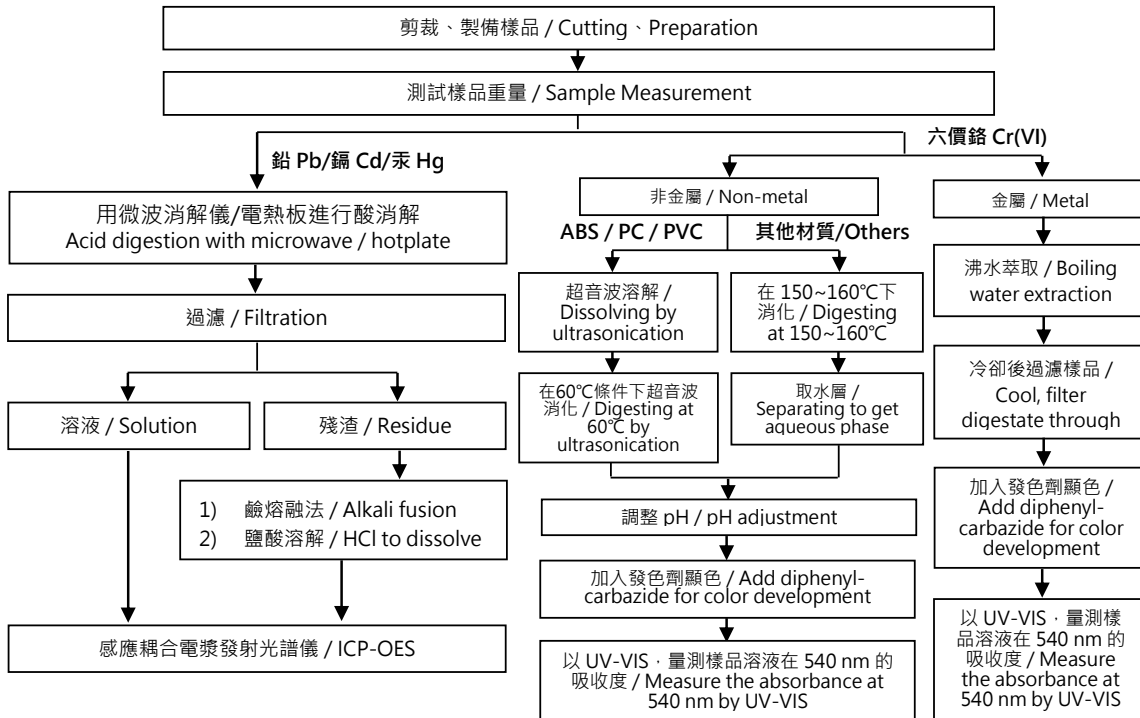 剪裁、製備樣品 / Cutting、Preparation
測試樣品重量 / Sample Measurement
鉛 Pb/鎘 Cd/汞 Hg
用微波消解儀/電熱板進行酸消解
Acid digestion with microwave / hotplate
過濾 / Filtration
溶液 / Solution
殘渣 / Residue
1) 鹼熔融法 / Alkali fusion
2) 鹽酸溶解 / HCl to dissolve
感應耦合電漿發射光譜儀 / ICP-OES
六價鉻 Cr(VI)
非金屬 / Non-metal
ABS / PC / PVC
其他材質/Others
超音波溶解 /
Dissolving by
ultrasonication
在60℃條件下超音波
消化 / Digesting at
60℃ by
ultrasonication
在 150~160℃下
消化 / Digesting
at 150~160℃
取水層 /
Separating to get
aqueous phase
調整 pH / pH adjustment
加入發色劑顯色 / Add diphenyl-
carbazide for color development
以 UV-VIS，量測樣品溶液在 540 nm 的
吸收度 / Measure the absorbance at
540 nm by UV-VIS
金屬 / Metal
沸水萃取 / Boiling
water extraction
冷卻後過濾樣品 /
Cool, filter
digestate through
加入發色劑顯色 /
Add diphenyl-
carbazide for color
development
以 UV-VIS，量測樣
品溶液在 540 nm 的
吸收度 / Measure
the absorbance at
540 nm by UV-VIS